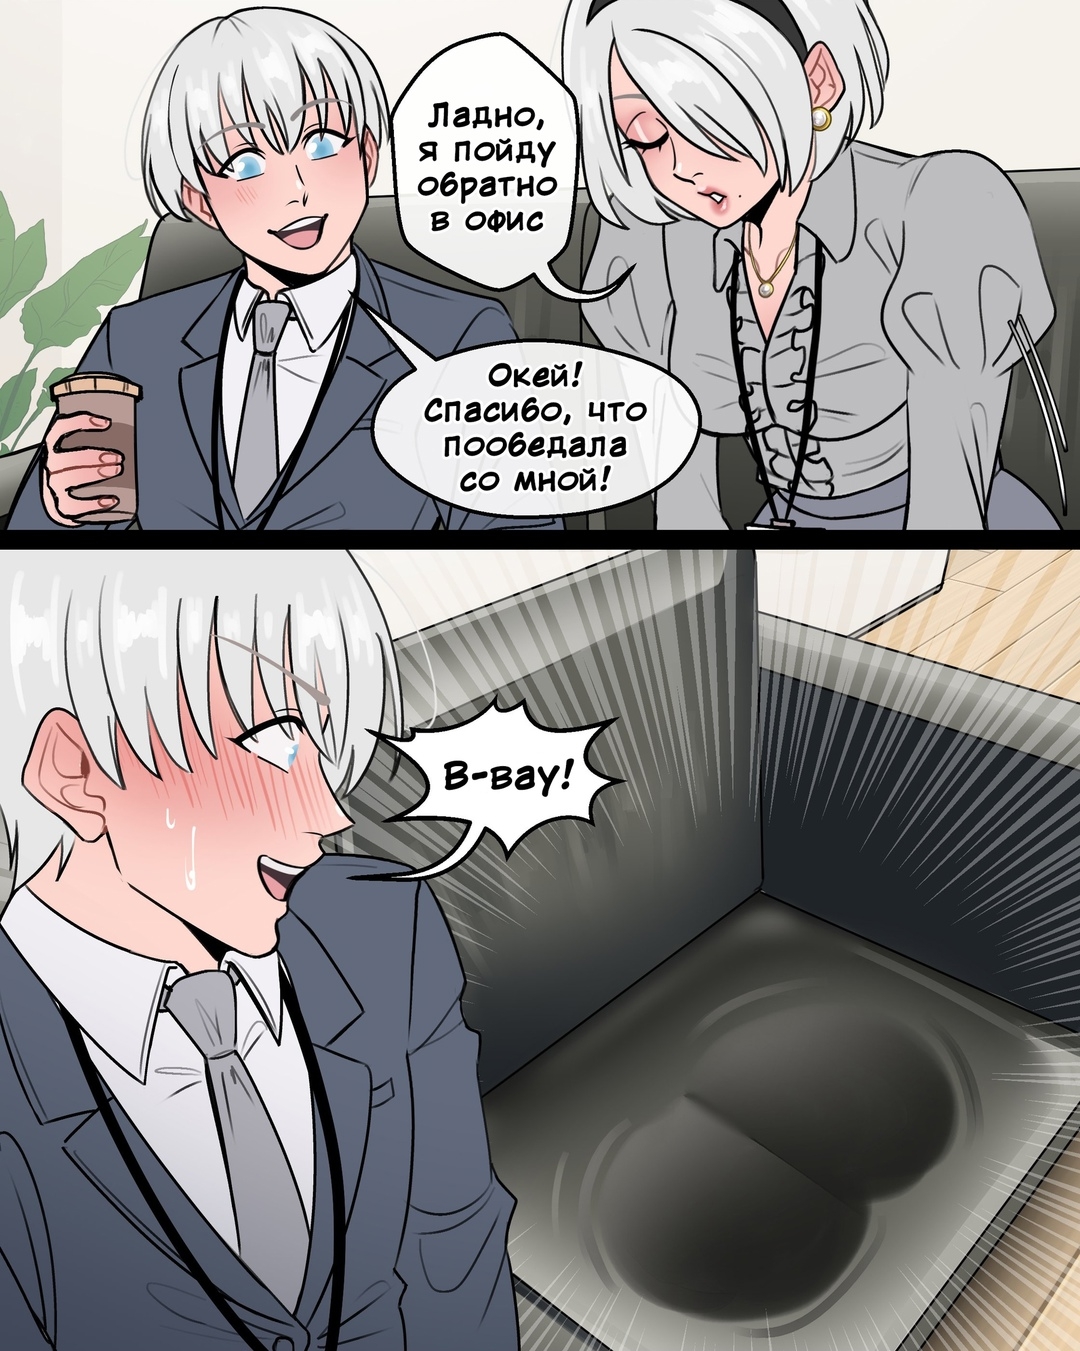 Ладно,
я пойду
обратно
в офис
Окей!
Спасибо, что
пообедала
со мной!
В-вау!